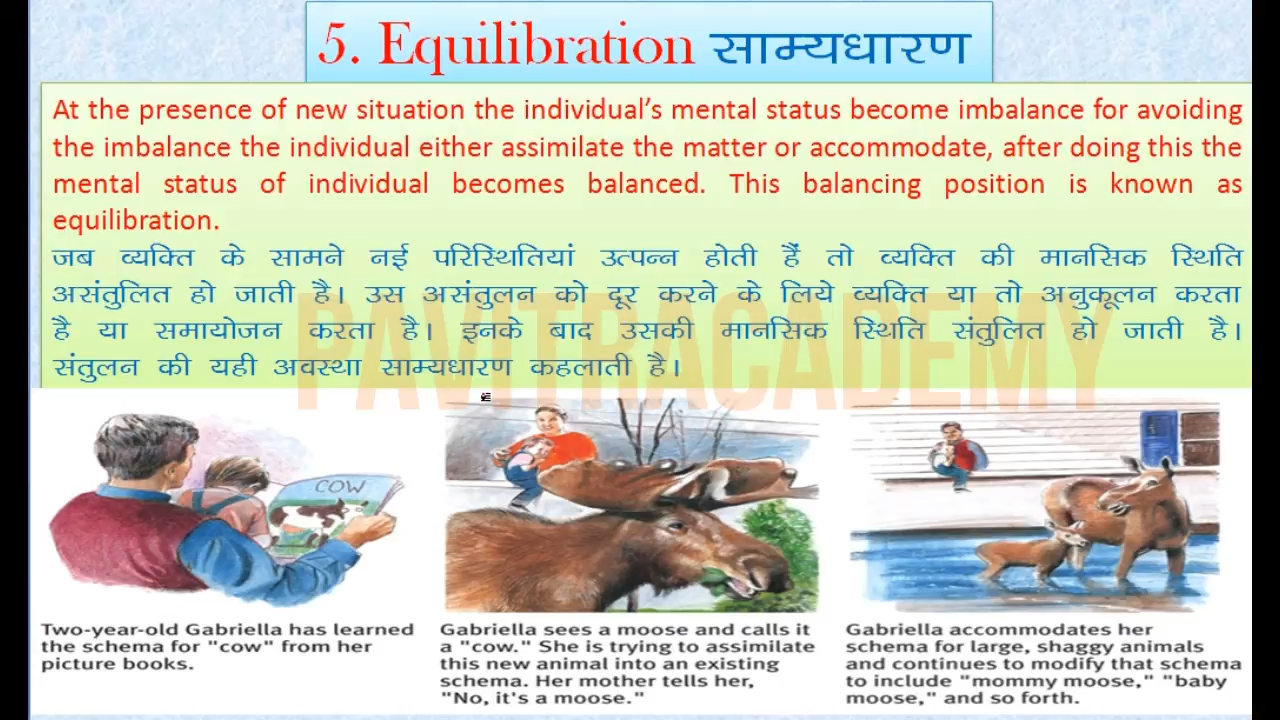 5. Equilibration साम्यधारण
At the presence of new situation the individual's mental status become imbalance for avoiding
the imbalance the individual either assimilate the matter or accommodate, after doing this the
mental status of individual becomes balanced. This balancing position is known as
equilibration.
जब व्यक्ति के सामने नई परिस्थितियां उत्पन्न होती हैं तो व्यक्ति की मानसिक स्थिति
असंतुलित हो जाती है। उस असंतुलन को दूर करने के लिये व्यक्ति या तो अनुकूलन करता
है या समायोजन करता है। इनके बाद उसकी मानसिक स्थिति संतुलित हो जाती है।
संतुलन की यही अवस्था साम्यधारण कहलाती है।
PAVITRACADEMY
COW
Two-year-old Gabriella has learned
the schema for "cow" from her
picture books.
Gabriella sees a moose and calls it
a "cow." She is trying to assimilate
this new animal into an existing
schema. Her mother tells her,
"No, it's a moose."
Gabriella accommodates her
schema for large, shaggy animals
and continues to modify that schema
to include "mommy moose," "baby
moose," and so forth.